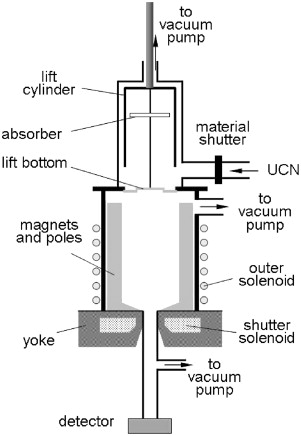 to
vacuum
pump
lift
cylinder
absorber
material
shutter
lift bottom
UCN
to
vacuum
pump
magnets
and poles
outer
solenoid
yoke
shutter
solenoid
to
vacuum
pump
detector